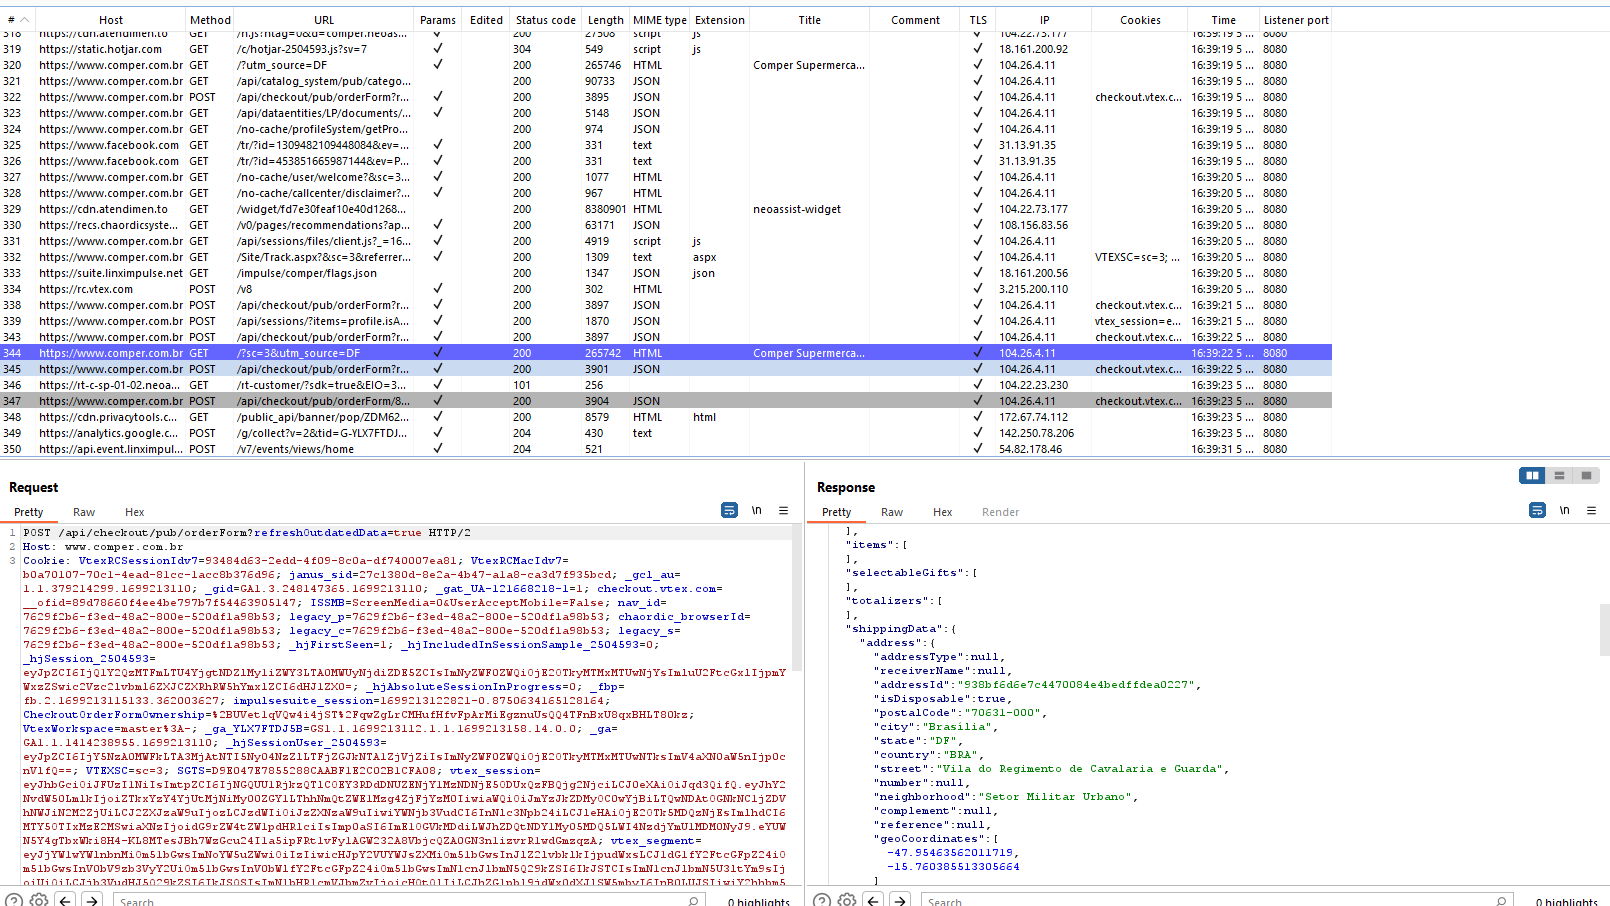 # Host Method URL Params Edited Status code Length MIME type Extension Title Comment TLS IP Cookies Time Listener port
318 https://cdn.atendimen.to GET /n.js?ntag=0&d=comper.neoas... ✓ 200 27508 script js ✓ 104.22.73.177 16:39:19 5 ... 8080
319 https://static.hotjar.com GET /c/hotjar-2504593.js?sv=7 ✓ 304 549 script js ✓ 18.161.200.92 16:39:19 5 ... 8080
320 https://www.comper.com.br GET /?utm_source=DF ✓ 200 265746 HTML Comper Supermerca... ✓ 104.26.4.11 16:39:19 5 ... 8080
321 https://www.comper.com.br GET /api/catalog_system/pub/catego... 200 90733 JSON ✓ 104.26.4.11 16:39:19 5 ... 8080
322 https://www.comper.com.br POST /api/checkout/pub/orderForm?r... ✓ 200 3895 JSON ✓ 104.26.4.11 checkout.vtex.c... 16:39:19 5 ... 8080
323 https://www.comper.com.br GET /api/dataentities/LP/documents/... ✓ 200 5148 JSON ✓ 104.26.4.11 16:39:19 5 ... 8080
324 https://www.comper.com.br GET /no-cache/profileSystem/getPro... 200 974 JSON ✓ 104.26.4.11 16:39:19 5 ... 8080
325 https://www.facebook.com GET /tr/?id=1309482109448084&ev=... ✓ 200 331 text ✓ 31.13.91.35 16:39:19 5 ... 8080
326 https://www.facebook.com GET /tr/?id=453851665987144&ev=P... ✓ 200 331 text ✓ 31.13.91.35 16:39:19 5 ... 8080
327 https://www.comper.com.br GET /no-cache/user/welcome?&sc=3... ✓ 200 1077 HTML ✓ 104.26.4.11 16:39:20 5 ... 8080
328 https://www.comper.com.br GET /no-cache/callcenter/disclaimer?... ✓ 200 967 HTML ✓ 104.26.4.11 16:39:20 5 ... 8080
329 https://cdn.atendimen.to GET /widget/fd7e30feaf10e40d1268... 200 8380901 HTML neoassist-widget ✓ 104.22.73.177 16:39:20 5 ... 8080
330 https://recs.chaordicsyste... GET /v0/pages/recommendations?ap... ✓ 200 63171 JSON ✓ 108.156.83.56 16:39:20 5 ... 8080
331 https://www.comper.com.br GET /api/sessions/files/client.js?_=16... ✓ 200 4919 script js ✓ 104.26.4.11 16:39:20 5 ... 8080
332 https://www.comper.com.br GET /Site/Track.aspx?&sc=3&referrer... ✓ 200 1309 text aspx ✓ 104.26.4.11 VTEXSC=sc=3; ... 16:39:20 5 ... 8080
333 https://suite.linximpulse.net GET /impulse/comper/flags.json 200 1347 JSON json ✓ 18.161.200.56 16:39:20 5 ... 8080
334 https://rc.vtex.com POST /v8 ✓ 200 302 HTML ✓ 3.215.200.110 16:39:20 5 ... 8080
338 https://www.comper.com.br POST /api/checkout/pub/orderForm?r... ✓ 200 3897 JSON ✓ 104.26.4.11 checkout.vtex.c... 16:39:21 5 ... 8080
339 https://www.comper.com.br POST /api/sessions/?items=profile.isA... ✓ 200 1870 JSON ✓ 104.26.4.11 vtex_session=e... 16:39:21 5 ... 8080
343 https://www.comper.com.br POST /api/checkout/pub/orderForm?r... ✓ 200 3897 JSON ✓ 104.26.4.11 checkout.vtex.c... 16:39:22 5 ... 8080
344 https://www.comper.com.br GET /?sc=3&utm_source=DF ✓ 200 265742 HTML Comper Supermerca... ✓ 104.26.4.11 16:39:22 5 ... 8080
345 https://www.comper.com.br POST /api/checkout/pub/orderForm?r... ✓ 200 3901 JSON ✓ 104.26.4.11 checkout.vtex.c... 16:39:22 5 ... 8080
346 https://rt-c-sp-01-02.neoa... GET /rt-customer/?sdk=true&EIO=3... ✓ 101 256 ✓ 104.22.23.230 16:39:23 5 ... 8080
347 https://www.comper.com.br POST /api/checkout/pub/orderForm/8... ✓ 200 3904 JSON ✓ 104.26.4.11 checkout.vtex.c... 16:39:23 5 ... 8080
348 https://cdn.privacytools.c... GET /public_api/banner/pop/ZDM62... ✓ 200 8579 HTML html ✓ 172.67.74.112 16:39:23 5 ... 8080
349 https://analytics.google.c... POST /g/collect?v=2&tid=G-YLX7FTDJ... ✓ 204 430 text ✓ 142.250.78.206 16:39:23 5 ... 8080
350 https://api.event.linximpul... POST /v7/events/views/home ✓ 204 521 ✓ 54.82.178.46 16:39:31 5 ... 8080
Request
Pretty Raw Hex \n
1 POST /api/checkout/pub/orderForm?refreshOutdatedData=true HTTP/2
2 Host: www.comper.com.br
3 Cookie: VtexRCSessionIdv7=93484d63-2edd-4f09-8c0a-df740007ea81; VtexRCMacIdv7=
b0a70107-70c1-4ead-81cc-1acc8b376d96; janus_sid=27c1380d-8e2a-4b47-a1a8-ca3d7f935bcd; _gcl_au=
1.1.379214299.1699213110; _gid=GA1.3.248147365.1699213110; _gat_UA-121668218-1=1; checkout.vtex.com=
__ofid=89d78660f4ee4be797b7f54463905147; ISSMB=ScreenMedia=0&UserAcceptMobile=False; nav_id=
7629f2b6-f3ed-48a2-800e-520df1a98b53; legacy_p=7629f2b6-f3ed-48a2-800e-520df1a98b53; chaordic_browserId=
7629f2b6-f3ed-48a2-800e-520df1a98b53; legacy_c=7629f2b6-f3ed-48a2-800e-520df1a98b53; legacy_s=
7629f2b6-f3ed-48a2-800e-520df1a98b53; _hjFirstSeen=1; _hjIncludedInSessionSample_2504593=0;
_hjSession_2504593=
_hjAbsoluteSessionInProgress=0; _fbp=
fb.2.1699213115133.362003627; impulsesuite_session=1699213122821-0.8750634165128164;
CheckoutOrderFormOwnership=
VtexWorkspace=master%3A-; _ga_YLX7FTDJ5B=GS1.1.1699213112.1.1.1699213158.14.0.0; _ga=
GA1.1.1414238955.1699213110; _hjSessionUser_2504593=
VTEXSC=sc=3; SGTS=D9E047E7855288CAABF1E2C02B1CFA08; vtex_session=
vtex_segment=
Search 0 highlights
Response
Pretty Raw Hex Render \n
],
"items":[
],
"selectableGifts":[
],
"totalizers":[
],
"shippingData":{
"address":{
"addressType":null,
"receiverName":null,
"addressId":"938bf6d6e7c4470084e4bedffdea0227",
"isDisposable":true,
"postalCode":"70631-000",
"city":"Brasilia",
"state":"DF",
"country":"BRA",
"street":"Vila do Regimento de Cavalaria e Guarda",
"number":null,
"neighborhood":"Setor Militar Urbano",
"complement":null,
"reference":null,
"geoCoordinates":[
-47.95463562011719,
-15.760385513305664
]
Search 0 highlights